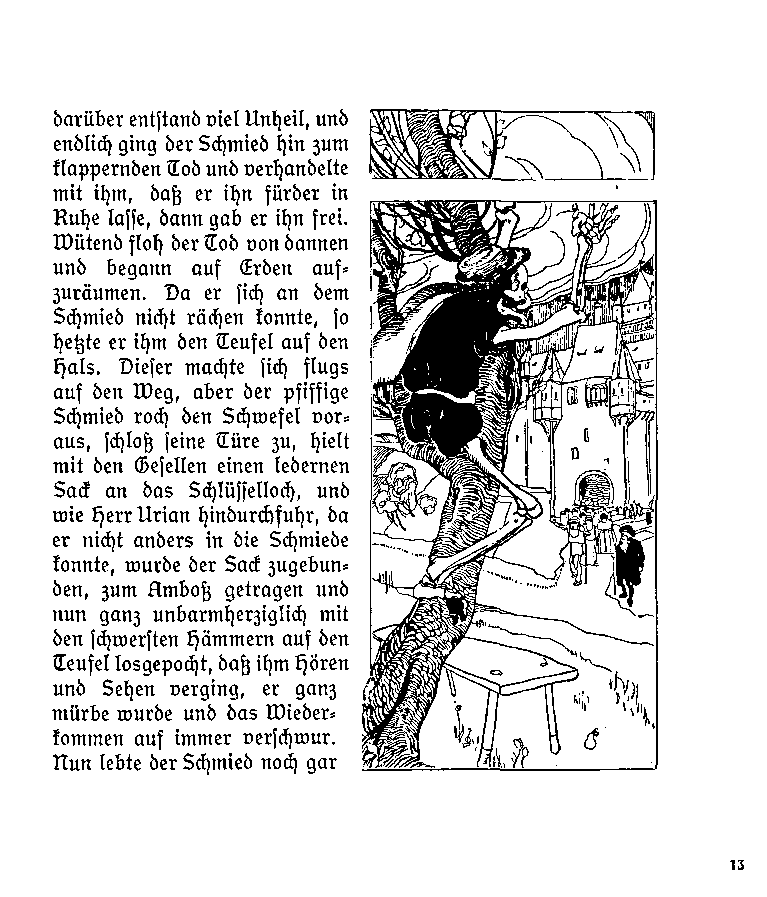 darüber entstand viel Unheil, und
endlich ging der Schmied hin zum
klappernden Tod und verhandelte
mit ihm, daß er ihn fürder in
Ruhe lasse, dann gab er ihn frei.
Wütend floh der Tod von dannen
und begann auf Erden auf-
zuräumen. Da er sich an dem
Schmied nicht rächen konnte, so
hetzte er ihm den Teufel auf den
Hals. Dieser machte sich flugs
auf den Weg, aber der pfiffige
Schmied roch den Schwefel vor-
aus, schloß seine Türe zu, hielt
mit den Gesellen einen ledernen
Sack an das Schlüsselloch, und
wie Herr Urian hindurchfuhr, da
er nicht anders in die Schmiede
konnte, wurde der Sack zugebun-
den, zum Amboß getragen und
nun ganz unbarmherziglich mit
den schwersten Hämmern auf den
Teufel losgepocht, daß ihm Hören
und Sehen verging, er ganz
mürbe wurde und das Wieder-
kommen auf immer verschwur.
Nun lebte der Schmied noch gar
13